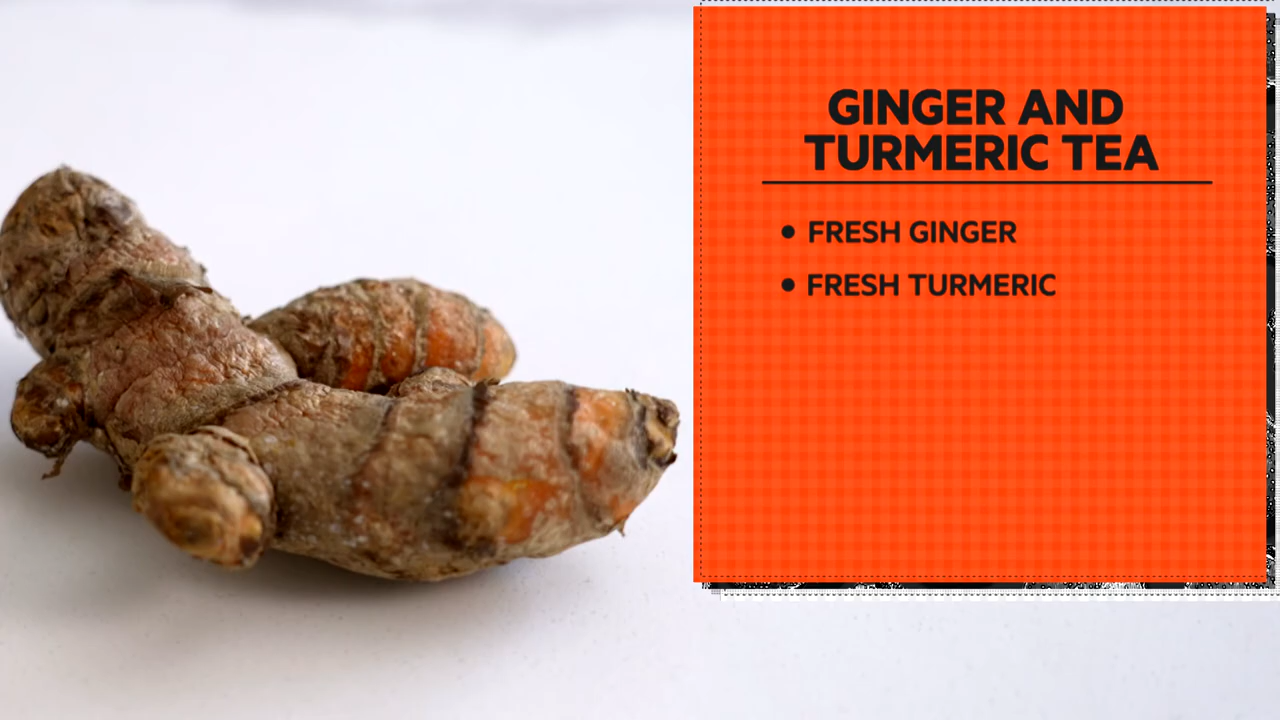 GINGER AND
TURMERIC TEA
• FRESH GINGER
• FRESH TURMERIC